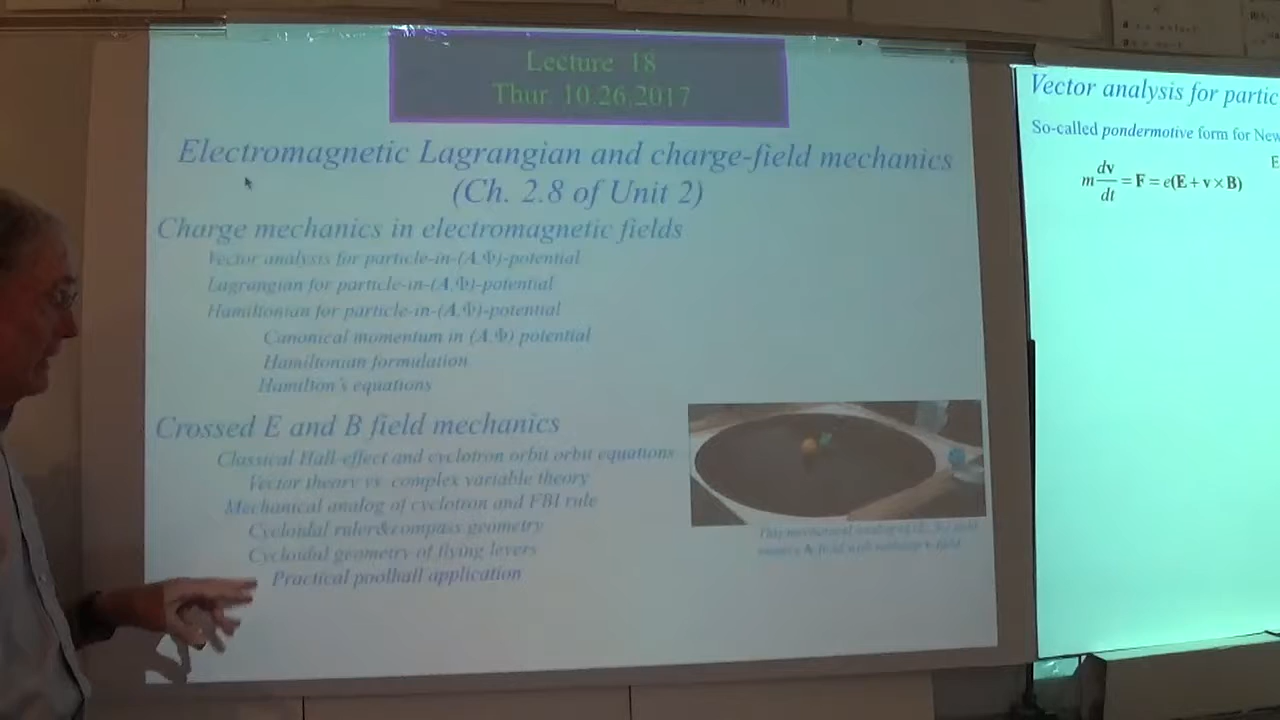 Lecture 18
Thur. 10.26.2017
Electromagnetic Lagrangian and charge-field mechanics
(Ch. 2.8 of Unit 2)
Charge mechanics in electromagnetic fields
Vector analysis for particle-in-(A,Φ)-potential
Lagrangian for particle-in-(A,Φ)-potential
Hamiltonian for particle-in-(A,Φ)-potential
Canonical momentum in (A,Φ) potential
Hamiltonian formulation
Hamilton's equations
Crossed E and B field mechanics
Classical Hall-effect and cyclotron orbit orbit equations
Vector theory vs. complex variable theory
Mechanical analog of cyclotron and FBI rule
Cycloidal ruler&compass geometry
Cycloidal geometry of flying levers
Practical poolhall application
This mechanical analog of
Vector analysis for partic
So-called pondermotive form for New
m dv/dt = F = e(E + v × B)
E